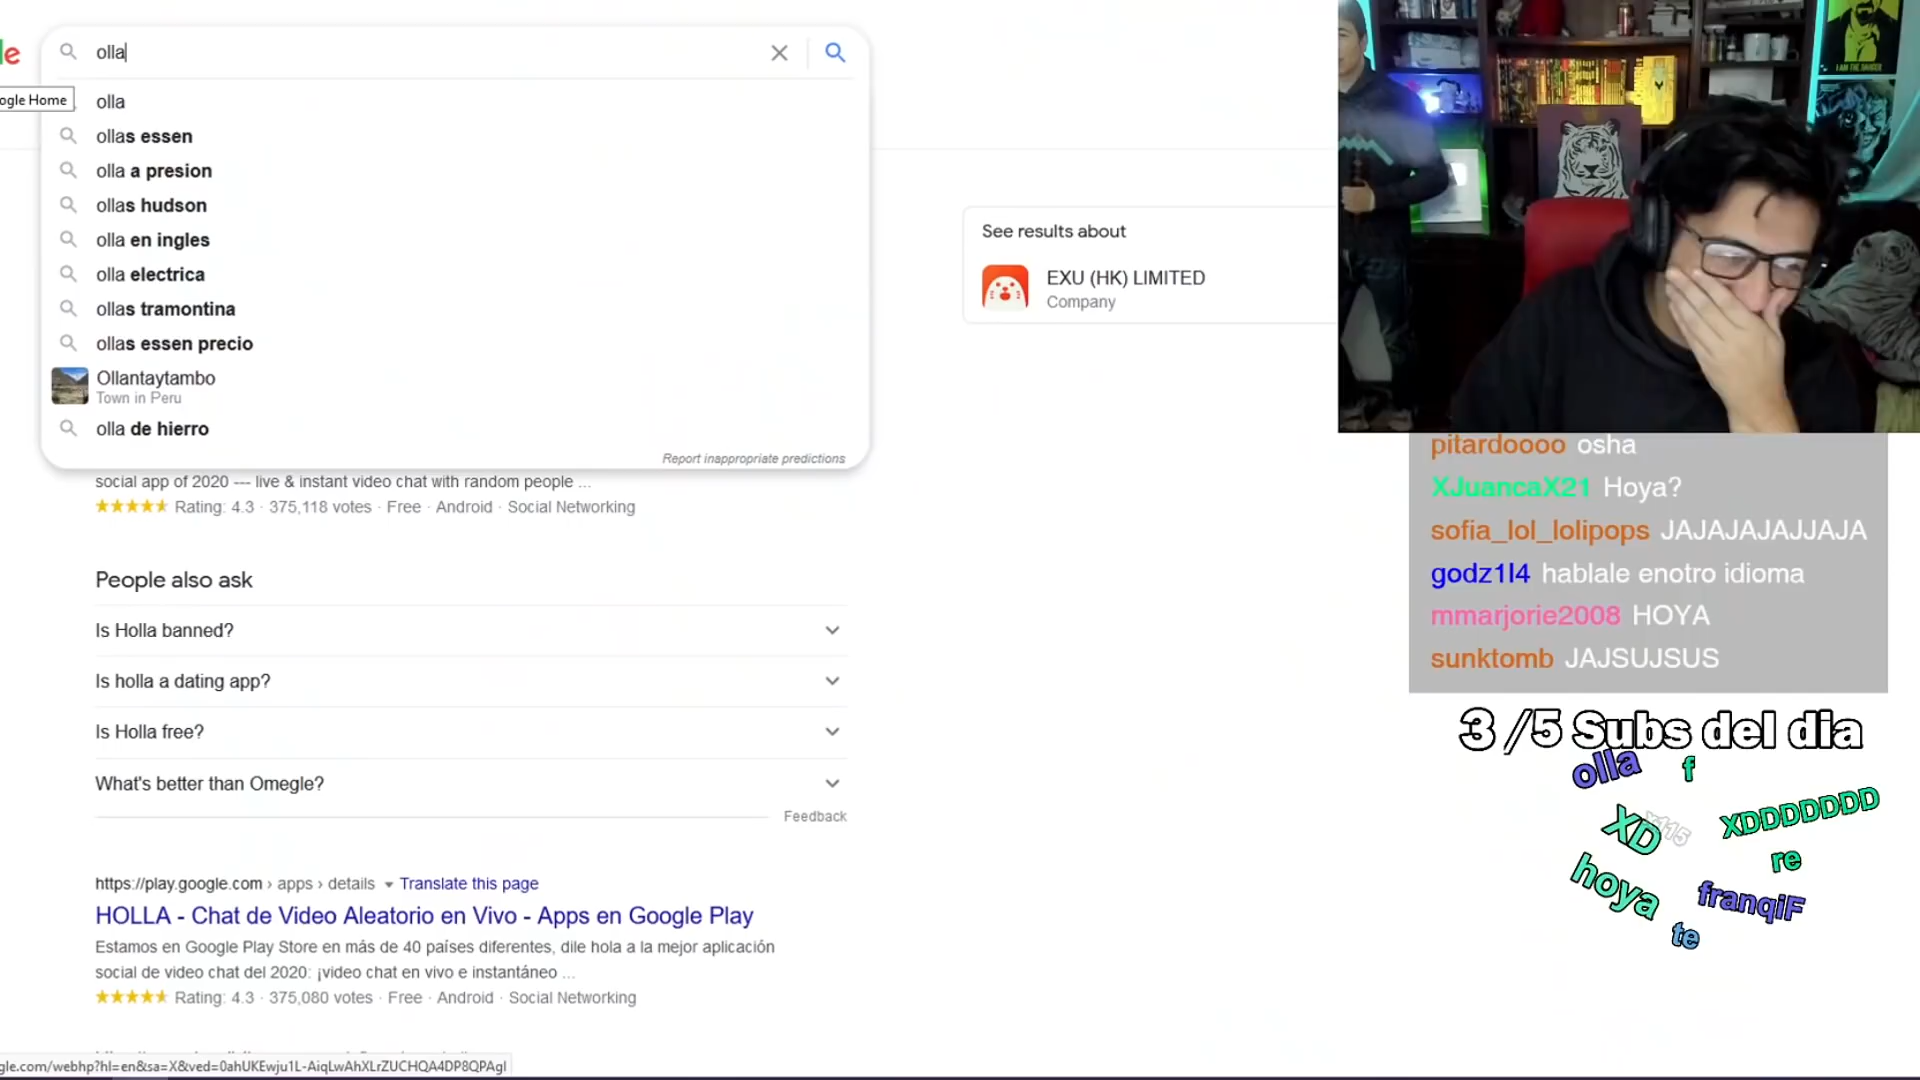 e
olla
ogle Home
olla
ollas essen
olla a presion
ollas hudson
olla en ingles
olla electrica
ollas tramontina
ollas essen precio
Ollantaytambo
Town in Peru
olla de hierro
Report inappropriate predictions
social app of 2020 --- live & instant video chat with random people ...
Rating: 4.3 · 375,118 votes · Free · Android · Social Networking
People also ask
Is Holla banned?
Is holla a dating app?
Is Holla free?
What's better than Omegle?
Feedback
https://play.google.com › apps › details Translate this page
HOLLA - Chat de Video Aleatorio en Vivo - Apps en Google Play
Estamos en Google Play Store en más de 40 países diferentes, dile hola a la mejor aplicación
social de video chat del 2020: ¡video chat en vivo e instantáneo ...
Rating: 4.3 · 375,080 votes · Free · Android · Social Networking
gle.com/webhp?hl=en&sa=X&ved=0ahUKEwju1L-AiqLwAhXLrZUCHQA4DP8QPAgI
See results about
EXU (HK) LIMITED
Company
I AM THE DANGER
pitardoooo osha
XJuancaX21 Hoya?
sofia_lol_lolipops JAJAJAJAJJAJA
godz1l4 hablale enotro idioma
mmarjorie2008 HOYA
sunktomb JAJSUJSUS
3 /5 Subs del dia
olla
f
XD
x115
XDDDDDDD
re
hoya
franqiF
te